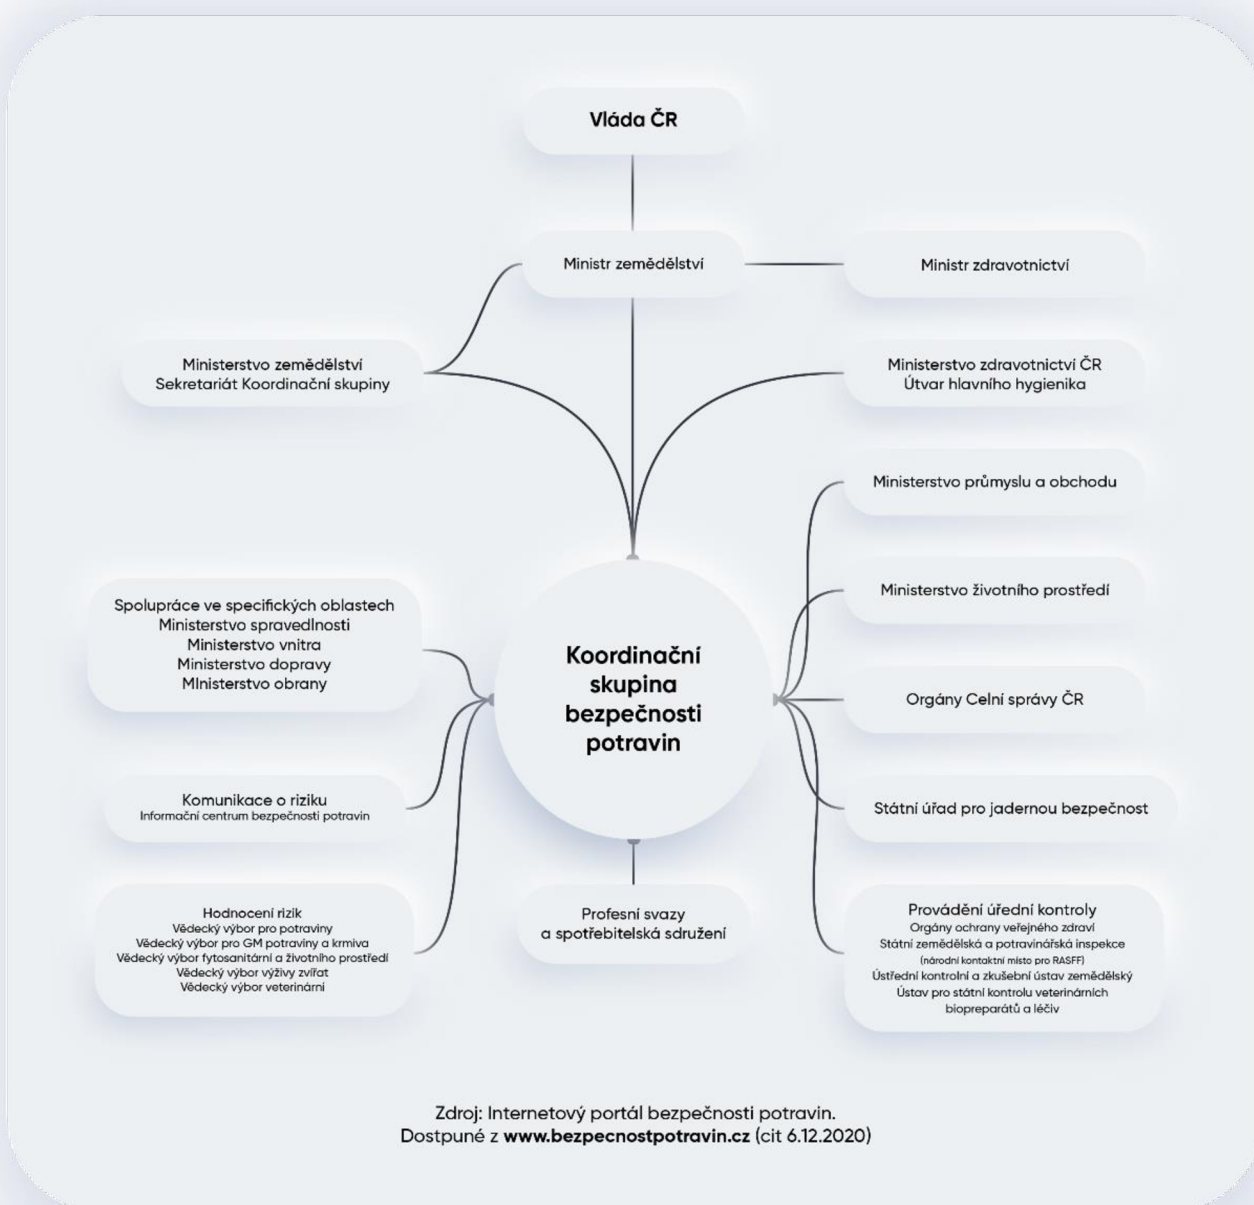 Vláda ČR
Ministr zemědělství
Ministr zdravotnictví
Ministerstvo zemědělství
Sekretariát Koordinační skupiny
Ministerstvo zdravotnictví ČR
Útvar hlavního hygienika
Ministerstvo průmyslu a obchodu
Ministerstvo životního prostředí
Spolupráce ve specifických oblastech
Ministerstvo spravedlnosti
Ministerstvo vnitra
Ministerstvo dopravy
MInisterstvo obrany
Koordinační
skupina
bezpečnosti
potravin
Orgány Celní správy ČR
Komunikace o riziku
Informační centrum bezpečnosti potravin
Státní úřad pro jadernou bezpečnost
Hodnocení rizik
Vědecký výbor pro potraviny
Vědecký výbor pro GM potraviny a krmiva
Vědecký výbor fytosanitární a životního prostředí
Vědecký výbor výživy zvířat
Vědecký výbor veterinární
Profesní svazy
a spotřebitelská sdružení
Provádění úřední kontroly
Orgány ochrany veřejného zdraví
Státní zemědělská a potravinářská inspekce
(národní kontaktní místo pro RASFF)
Ústřední kontrolní a zkušební ústav zemědělský
Ústav pro státní kontrolu veterinárních
biopreparátů a léčiv
Zdroj: Internetový portál bezpečnosti potravin.
Dostpuné z www.bezpecnostpotravin.cz (cit 6.12.2020)